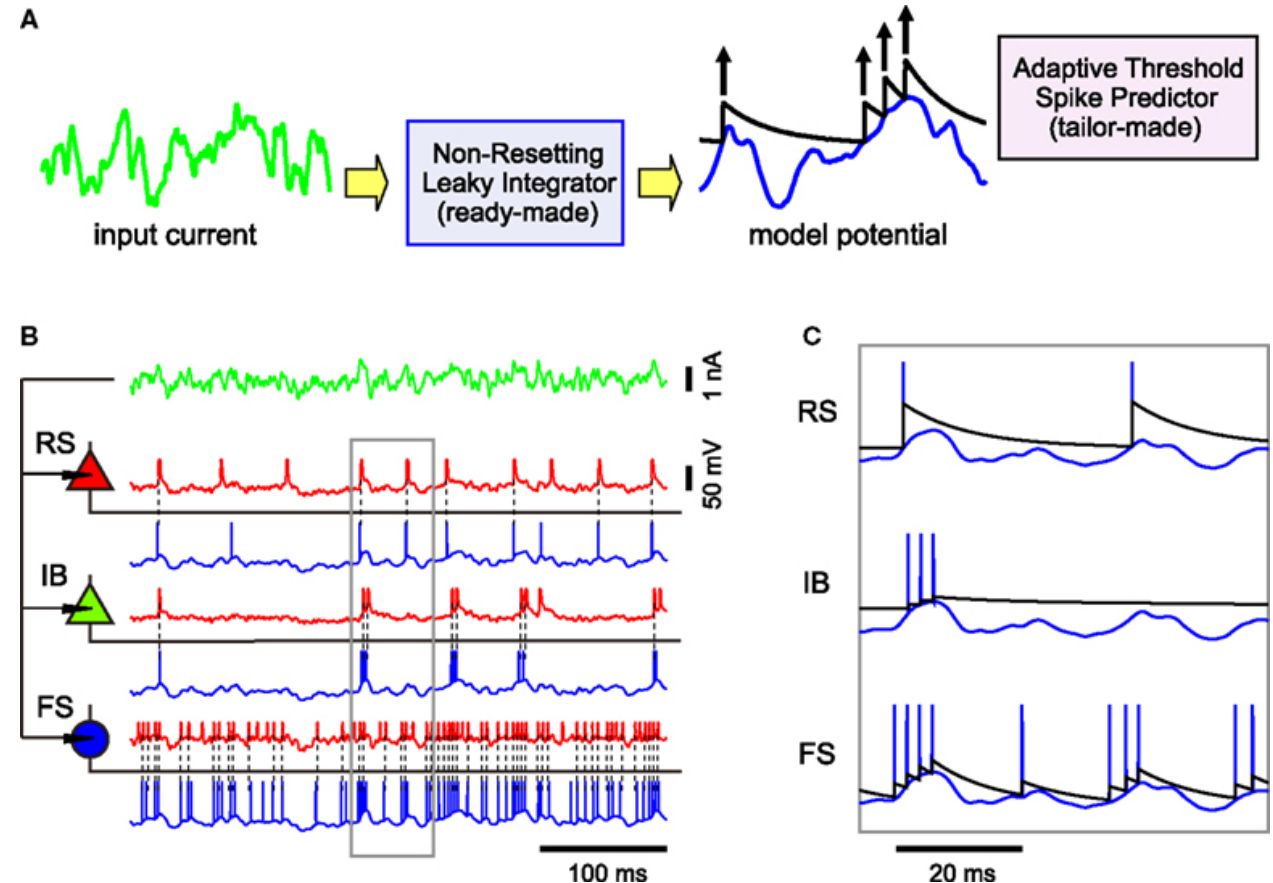 A
input current
Non-Resetting
Leaky Integrator
(ready-made)
model potential
Adaptive Threshold
Spike Predictor
(tailor-made)
B
1 nA
RS
50 mV
IB
FS
100 ms
C
RS
IB
FS
20 ms